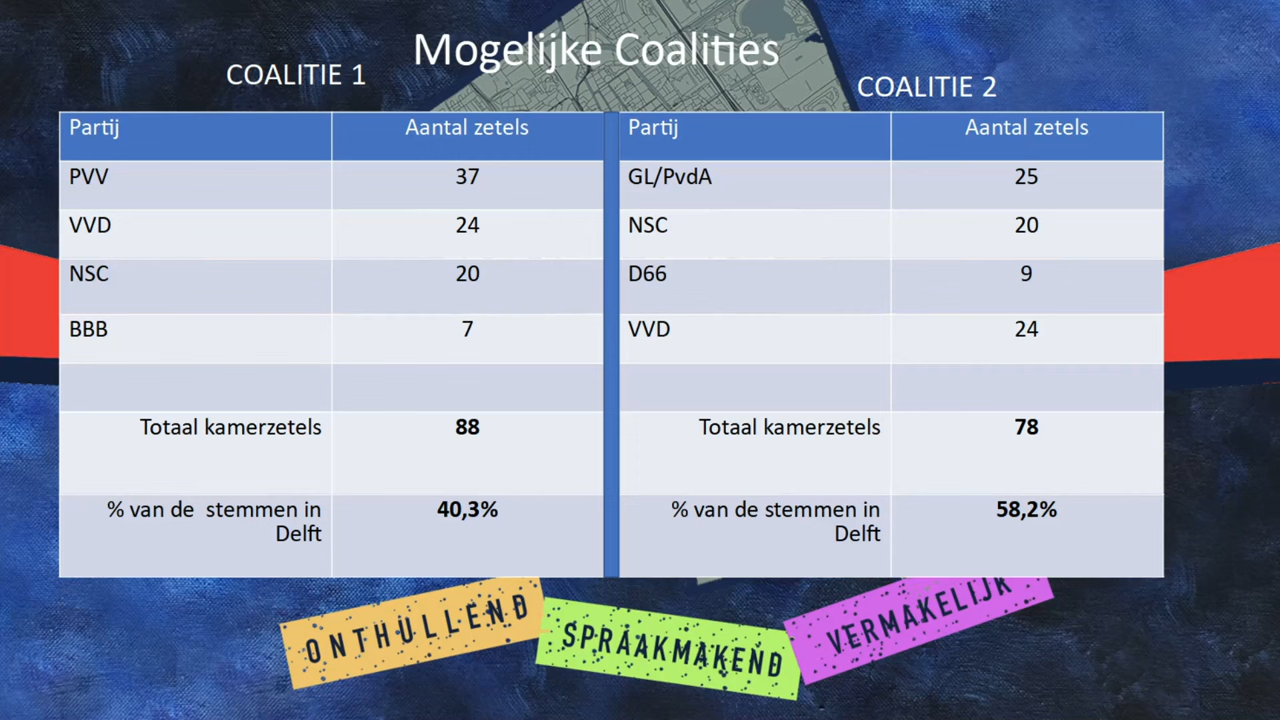 Mogelijke Coalities
COALITIE 1
COALITIE 2
Partij Aantal zetels Partij Aantal zetels
PVV 37 GL/PvdA 25
VVD 24 NSC 20
NSC 20 D66 9
BBB 7 VVD 24
Totaal kamerzetels 88 Totaal kamerzetels 78
% van de stemmen in 40,3% % van de stemmen in 58,2%
Delft Delft
ONTHULLEND
SPRAAKMAKEND
VERMAKELIJK